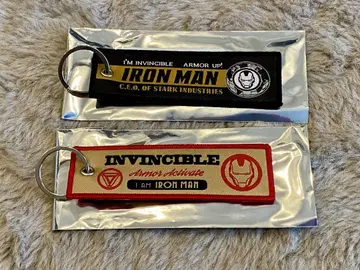 I'M INVINCIBLE ARMOR UP!
IRON MAN
C.E.O. OF STARK INDUSTRIES
INVINCIBLE
Armor Activate
I AM IRON MAN